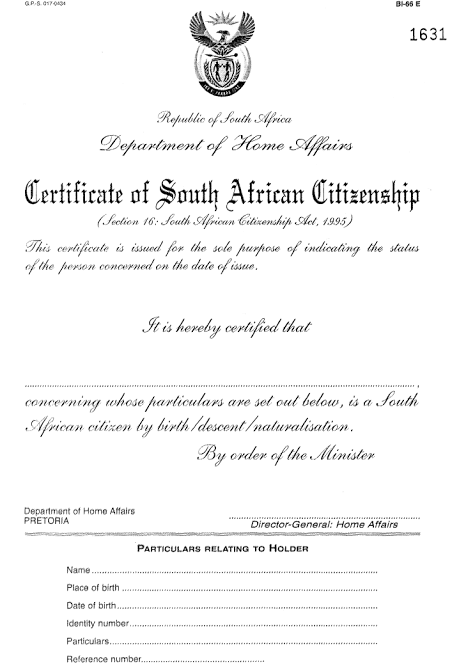 G.P.-S. 017-0434
BI-66 E
1631
Republic of South Africa
Department of Home Affairs
Certificate of South African Citizenship
(Section 16: South African Citizenship Act, 1995)
This certificate is issued for the sole purpose of indicating the status
of the person concerned on the date of issue.
It is hereby certified that
,
concerning whose particulars are set out below, is a South
African citizen by birth/descent/naturalisation.
By order of the Minister
Department of Home Affairs
PRETORIA
Director-General: Home Affairs
PARTICULARS RELATING TO HOLDER
Name
Place of birth
Date of birth
Identity number
Particulars
Reference number